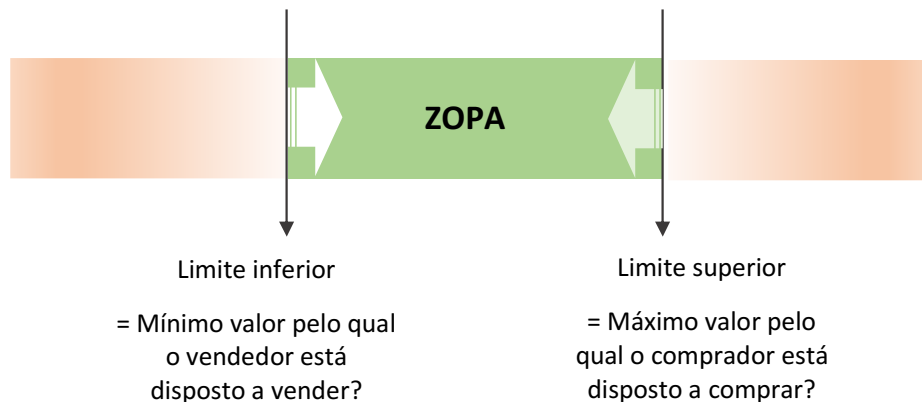 ZOPA
Limite inferior
= Mínimo valor pelo qual
o vendedor está
disposto a vender?
Limite superior
= Máximo valor pelo
qual o comprador está
disposto a comprar?